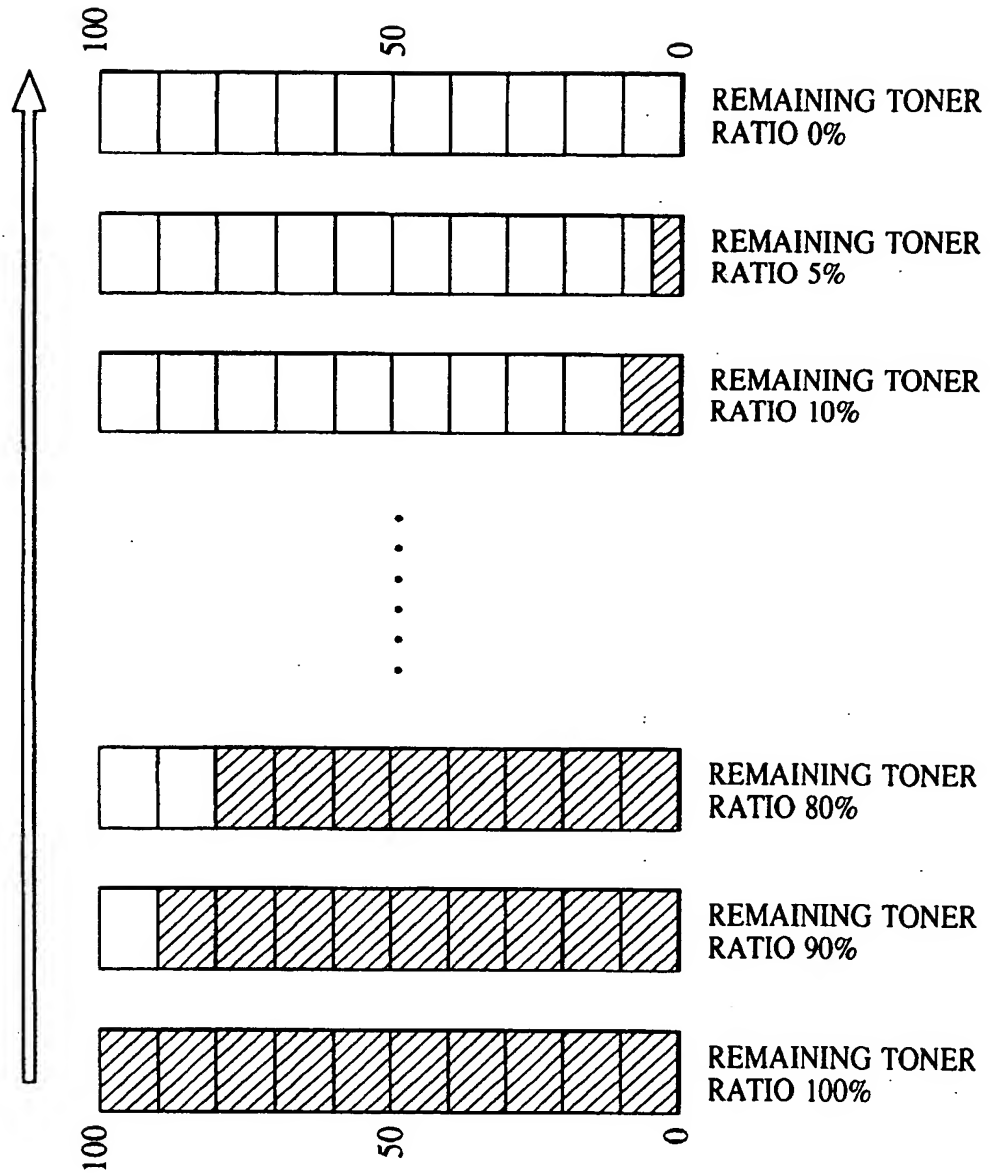 100
50
0
REMAINING TONER
RATIO 0%
REMAINING TONER
RATIO 5%
REMAINING TONER
RATIO 10%
REMAINING TONER
RATIO 80%
REMAINING TONER
RATIO 90%
REMAINING TONER
RATIO 100%
100
50
0